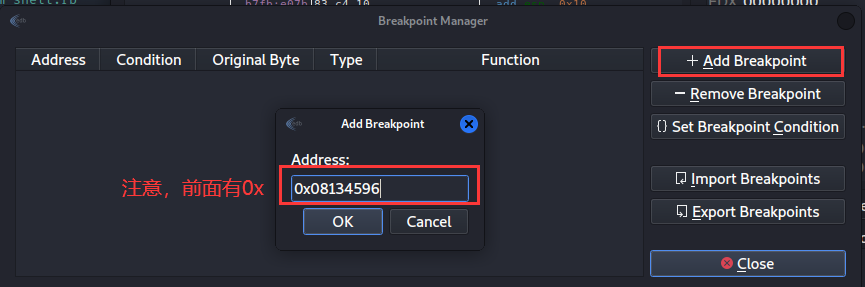 Breakpoint Manager
Address Condition Original Byte Type Function
+ Add Breakpoint
− Remove Breakpoint
{} Set Breakpoint Condition
Import Breakpoints
Export Breakpoints
Close
Add Breakpoint
Address:
0x08134596
OK Cancel
注意，前面有0x